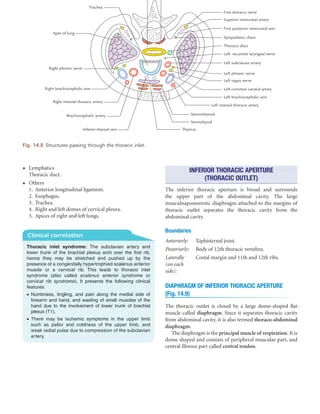 Trachea
Apex of lung
Right phrenic nerve
Right brachiocephalic vein
Right internal thoracic artery
Brachiocephalic artery
Inferior thyroid vein
First thoracic nerve
Superior intercostal artery
First posterior intercostal vein
Sympathetic chain
Thoracic duct
Left recurrent laryngeal nerve
Left subclavian artery
Left phrenic nerve
Left vagus nerve
Left common carotid artery
Left brachiocephalic vein
Left internal thoracic artery
Sternothyroid
Sternohyoid
Thymus
Fig. 14.8 Structures passing through the thoracic inlet.
• Lymphatics
Thoracic duct.
• Others
1. Anterior longitudinal ligament.
2. Esophagus.
3. Trachea.
4. Right and left domes of cervical pleura.
5. Apices of right and left lungs.
Clinical correlation
Thoracic inlet syndrome: The subclavian artery and
lower trunk of the brachial plexus arch over the first rib,
hence they may be stretched and pushed up by the
presence of a congenitally hypertrophied scalenus anterior
muscle or a cervical rib. This leads to thoracic inlet
syndrome (also called scalenus anterior syndrome or
cervical rib syndrome). It presents the following clinical
features:
• Numbness, tingling, and pain along the medial side of
forearm and hand, and wasting of small muscles of the
hand due to the involvement of lower trunk of brachial
plexus (T1).
• There may be ischemic symptoms in the upper limb
such as pallor and coldness of the upper limb, and
weak radial pulse due to compression of the subclavian
artery.
INFERIOR THORACIC APERTURE
(THORACIC OUTLET)
The inferior thoracic aperture is broad and surrounds
the upper part of the abdominal cavity. The large
musculoaponeurotic diaphragm attached to the margins of
thoracic outlet separates the thoracic cavity from the
abdominal cavity.
Boundaries
Anteriorly: Xiphisternal joint.
Posteriorly: Body of 12th thoracic vertebra.
Laterally Costal margin and 11th and 12th ribs.
(on each
side):
DIAPHRAGM OF INFERIOR THORACIC APERTURE
(Fig. 14.9)
The thoracic outlet is closed by a large dome-shaped flat
muscle called diaphragm. Since it separates thoracic cavity
from abdominal cavity, it is also termed thoraco-abdominal
diaphragm.
The diaphragm is the principal muscle of respiration. It is
dome shaped and consists of peripheral muscular part, and
central fibrous part called central tendon.